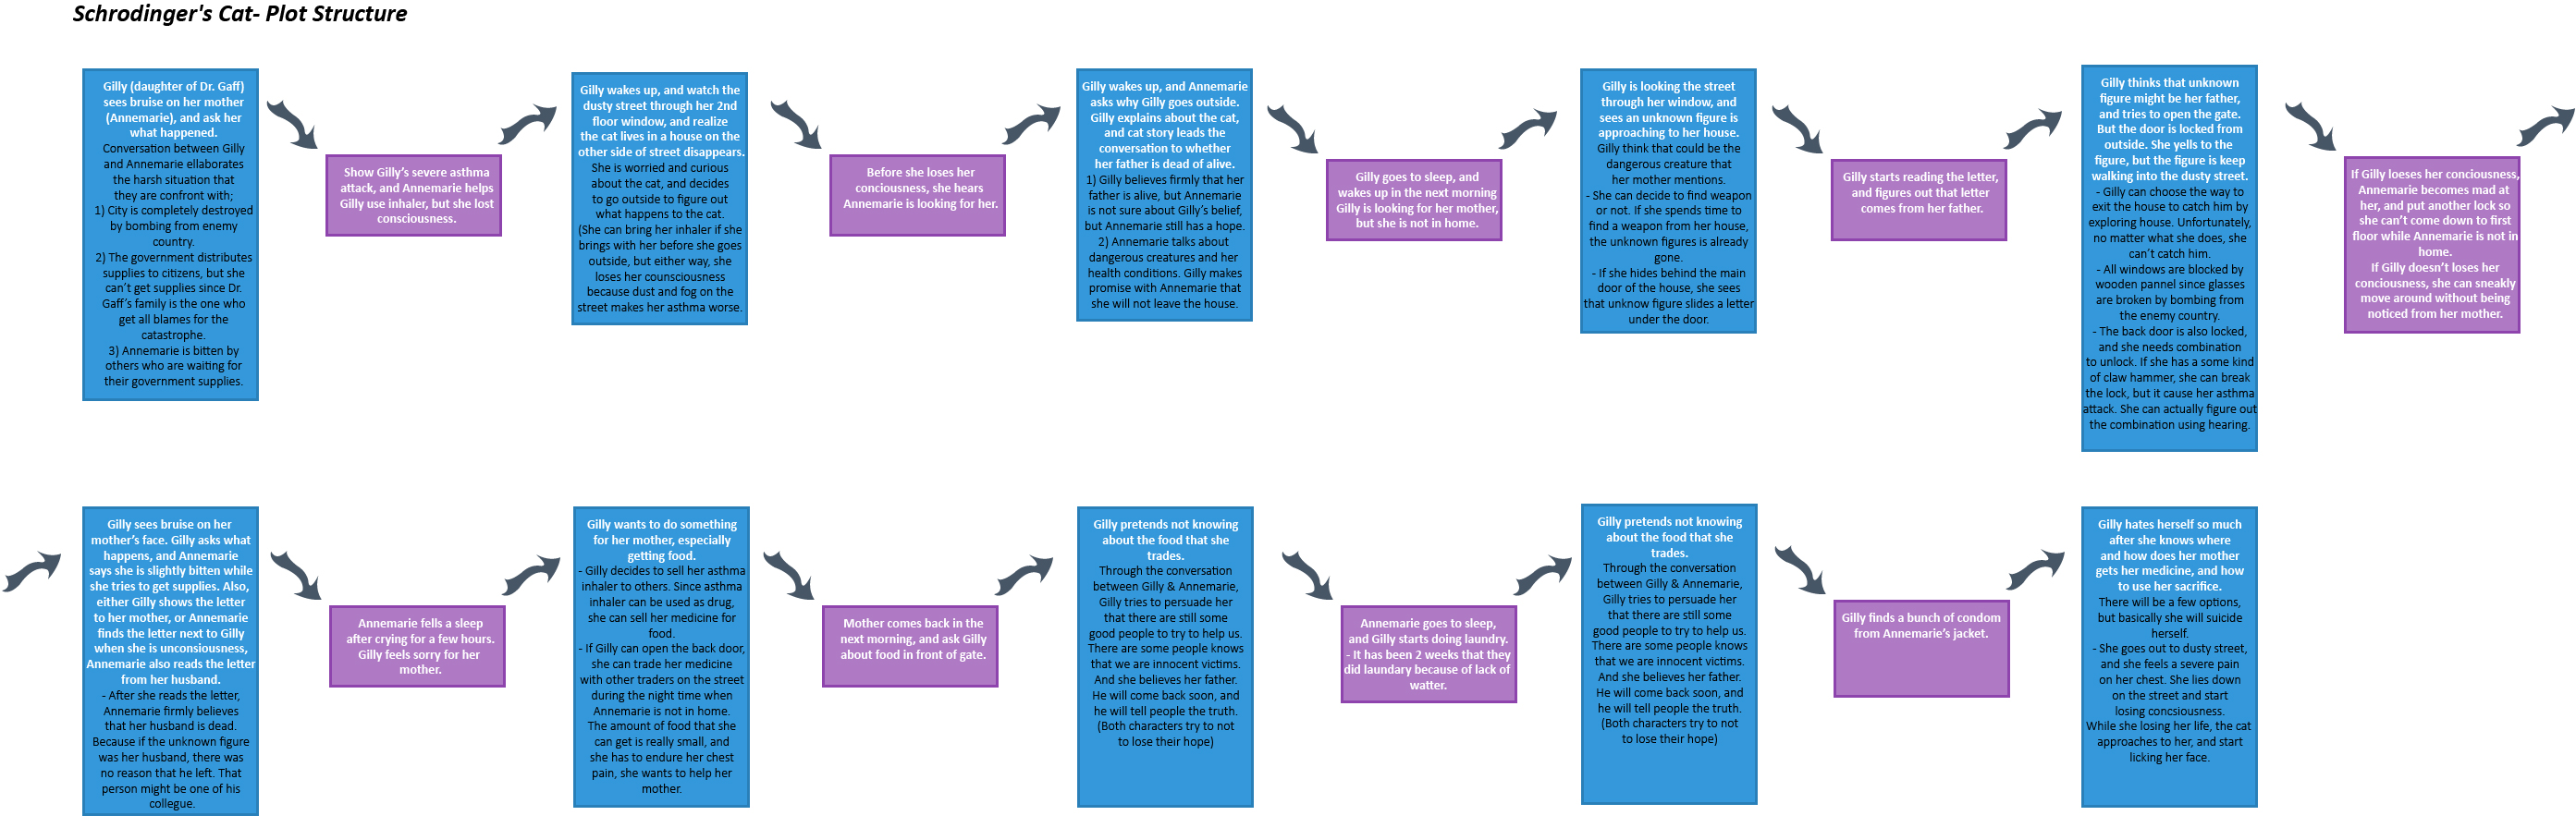 Schrodinger's Cat- Plot Structure
Gilly (daughter of Dr. Gaff)
sees bruise on her mother
(Annemarie), and ask her
what happened.
Conversation between Gilly
and Annemarie ellaborates
the harsh situation that
they are confront with;
1) City is completely destroyed
by bombing from enemy
country.
2) The government distributes
supplies to citizens, but she
can't get supplies since Dr.
Gaff's family is the one who
get all blames for the
catastrophe.
3) Annemarie is bitten by
others who are waiting for
their government supplies.
Show Gilly's severe asthma
attack, and Annemarie helps
Gilly use inhaler, but she lost
consciousness.
Gilly wakes up, and watch the
dusty street through her 2nd
floor window, and realize
the cat lives in a house on the
other side of street disappears.
She is worried and curious
about the cat, and decides
to go outside to figure out
what happens to the cat.
(She can bring her inhaler if she
brings with her before she goes
outside, but either way, she
loses her counsciousness
because dust and fog on the
street makes her asthma worse.
Before she loses her
conciousness, she hears
Annemarie is looking for her.
Gilly wakes up, and Annemarie
asks why Gilly goes outside.
Gilly explains about the cat,
and cat story leads the
conversation to whether
her father is dead of alive.
1) Gilly believes firmly that her
father is alive, but Annemarie
is not sure about Gilly's belief,
but Annemarie still has a hope.
2) Annemarie talks about
dangerous creatures and her
health conditions. Gilly makes
promise with Annemarie that
she will not leave the house.
Gilly goes to sleep, and
wakes up in the next morning
Gilly is looking for her mother,
but she is not in home.
Gilly is looking the street
through her window, and
sees an unknown figure is
approaching to her house.
Gilly think that could be the
dangerous creature that
her mother mentions.
- She can decide to find weapon
or not. If she spends time to
find a weapon from her house,
the unknown figures is already
gone.
- If she hides behind the main
door of the house, she sees
that unknow figure slides a letter
under the door.
Gilly starts reading the letter,
and figures out that letter
comes from her father.
Gilly thinks that unknown
figure might be her father,
and tries to open the gate.
But the door is locked from
outside. She yells to the
figure, but the figure is keep
walking into the dusty street.
- Gilly can choose the way to
exit the house to catch him by
exploring house. Unfortunately,
no matter what she does, she
can't catch him.
- All windows are blocked by
wooden pannel since glasses
are broken by bombing from
the enemy country.
- The back door is also locked,
and she needs combination
to unlock. If she has a some kind
of claw hammer, she can break
the lock, but it cause her asthma
attack. She can actually figure out
the combination using hearing.
If Gilly loeses her conciousness,
Annemarie becomes mad at
her, and put another lock so
she can't come down to first
floor while Annemarie is not in
home.
If Gilly doesn't loses her
conciousness, she can sneakly
move around without being
noticed from her mother.
Gilly sees bruise on her
mother's face. Gilly asks what
happens, and Annemarie
says she is slightly bitten while
she tries to get supplies. Also,
either Gilly shows the letter
to her mother, or Annemarie
finds the letter next to Gilly
when she is unconsiousness,
Annemarie also reads the letter
from her husband.
- After she reads the letter,
Annemarie firmly believes
that her husband is dead.
Because if the unknown figure
was her husband, there was
no reason that he left. That
person might be one of his
collegue.
Annemarie fells a sleep
after crying for a few hours.
Gilly feels sorry for her
mother.
Gilly wants to do something
for her mother, especially
getting food.
- Gilly decides to sell her asthma
inhaler to others. Since asthma
inhaler can be used as drug,
she can sell her medicine for
food.
- If Gilly can open the back door,
she can trade her medicine
with other traders on the street
during the night time when
Annemarie is not in home.
The amount of food that she
can get is really small, and
she has to endure her chest
pain, she wants to help her
mother.
Mother comes back in the
next morning, and ask Gilly
about food in front of gate.
Gilly pretends not knowing
about the food that she
trades.
Through the conversation
between Gilly & Annemarie,
Gilly tries to persuade her
that there are still some
good people to try to help us.
There are some people knows
that we are innocent victims.
And she believes her father.
He will come back soon, and
he will tell people the truth.
(Both characters try to not
to lose their hope)
Annemarie goes to sleep,
and Gilly starts doing laundry.
- It has been 2 weeks that they
did laundary because of lack of
watter.
Gilly pretends not knowing
about the food that she
trades.
Through the conversation
between Gilly & Annemarie,
Gilly tries to persuade her
that there are still some
good people to try to help us.
There are some people knows
that we are innocent victims.
And she believes her father.
He will come back soon, and
he will tell people the truth.
(Both characters try to not
to lose their hope)
Gilly finds a bunch of condom
from Annemarie's jacket.
Gilly hates herself so much
after she knows where
and how does her mother
gets her medicine, and how
to use her sacrifice.
There will be a few options,
but basically she will suicide
herself.
- She goes out to dusty street,
and she feels a severe pain
on her chest. She lies down
on the street and start
losing concsiousness.
While she losing her life, the cat
approaches to her, and start
licking her face.